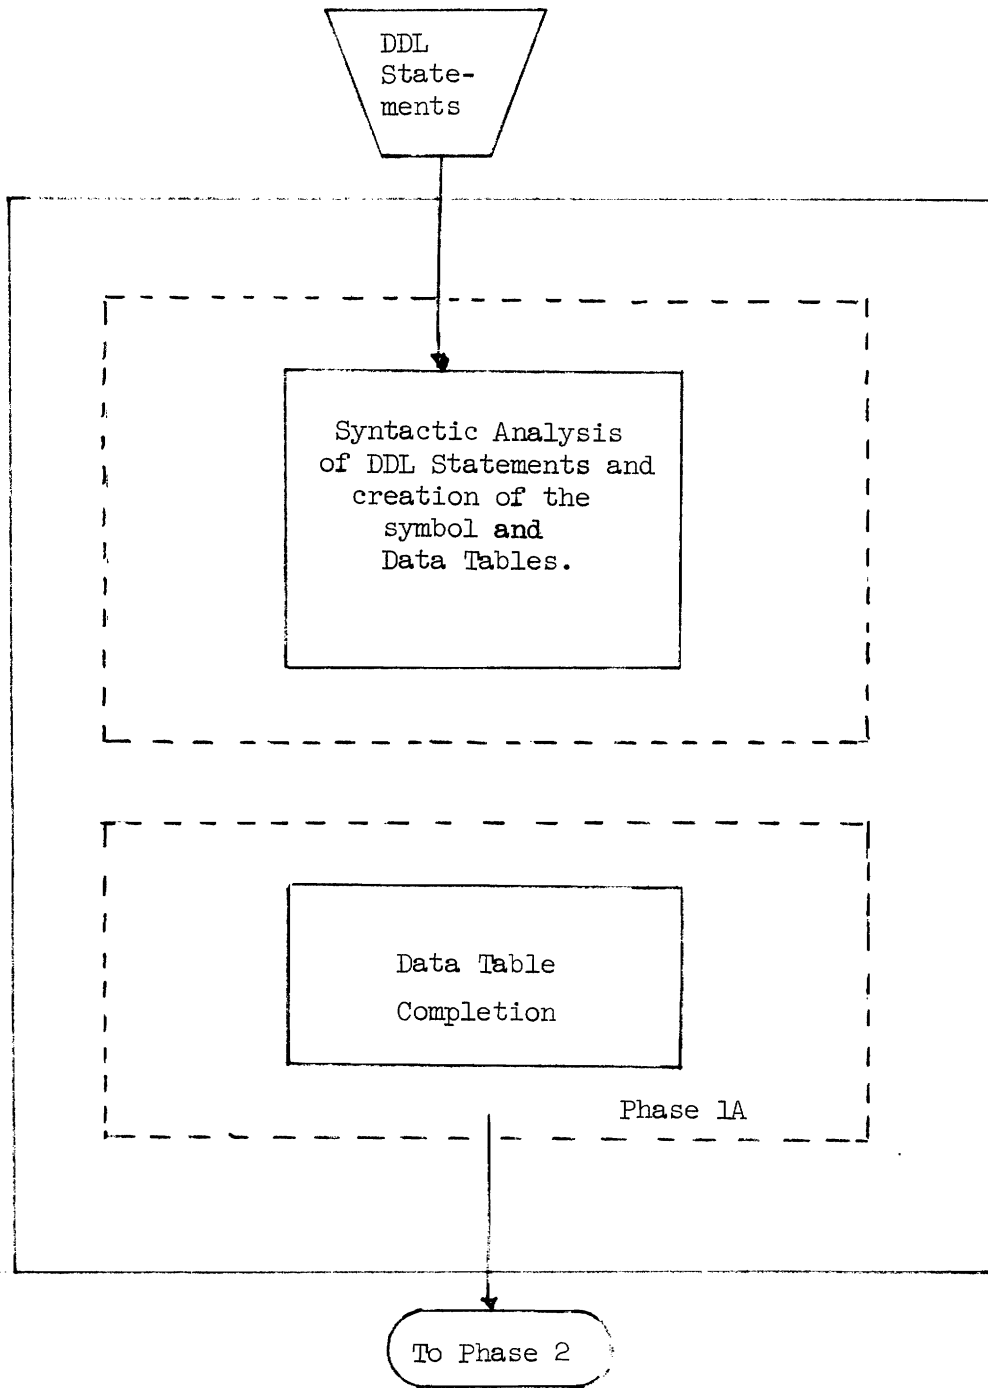 DDL
State-
ments
Syntactic Analysis
of DDL Statements and
creation of the
symbol and
Data Tables.
Data Table
Completion
Phase 1A
To Phase 2